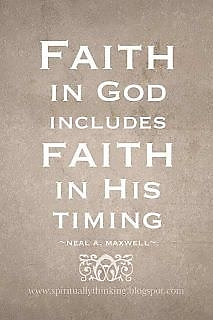 FAITH
IN GOD
INCLUDES
FAITH
IN HIS
TIMING
~NEAL A. MAXWELL~
www.spirituallythinking.blogspot.com